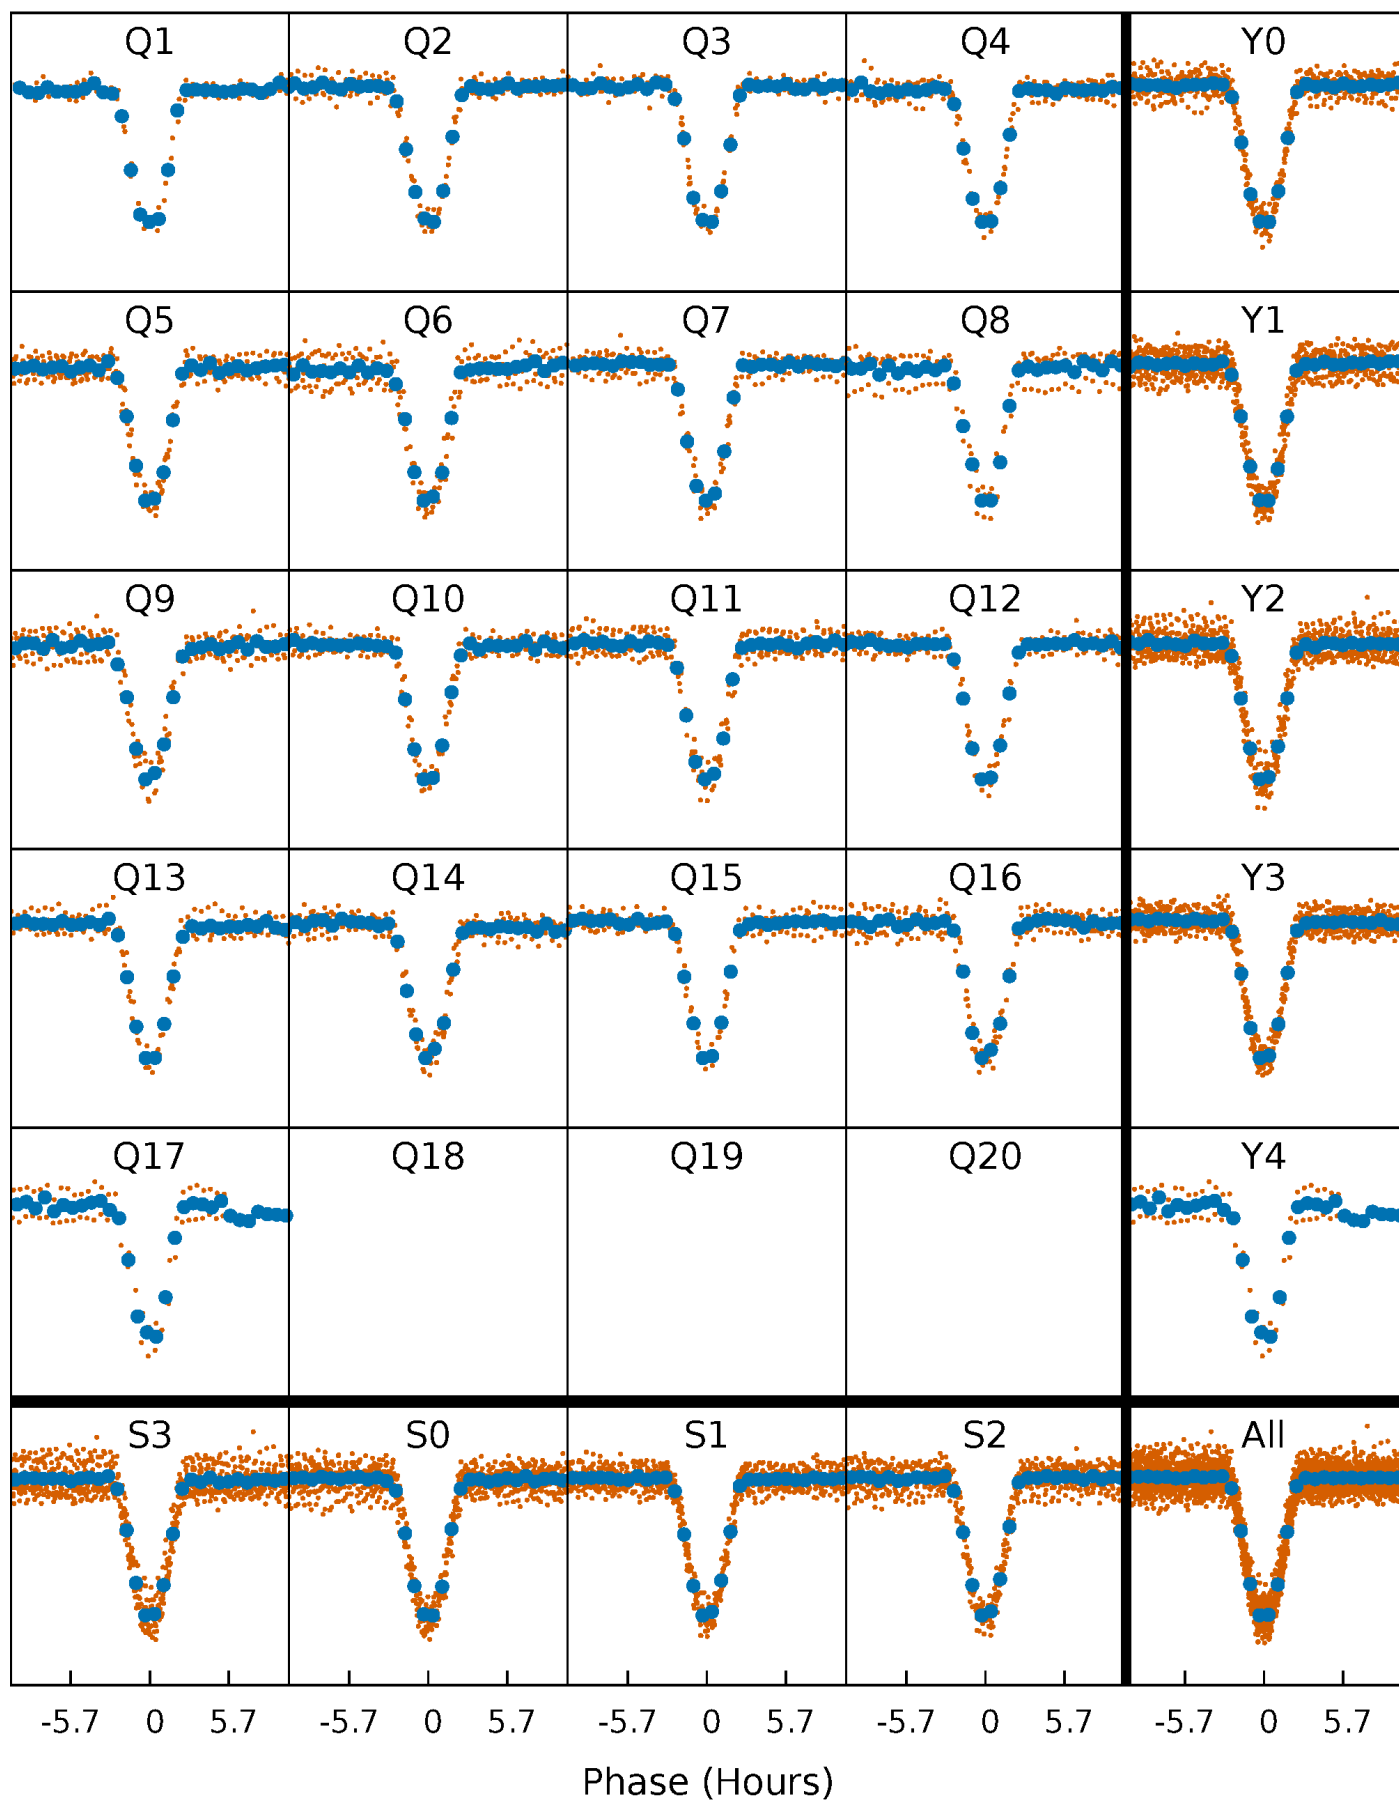 Q1 Q2 Q3 Q4 Y0
Q5 Q6 Q7 Q8 Y1
Q9 Q10 Q11 Q12 Y2
Q13 Q14 Q15 Q16 Y3
Q17 Q18 Q19 Q20 Y4
S3 S0 S1 S2 All
-5.7 0 5.7 -5.7 0 5.7 -5.7 0 5.7 -5.7 0 5.7 -5.7 0 5.7
Phase (Hours)